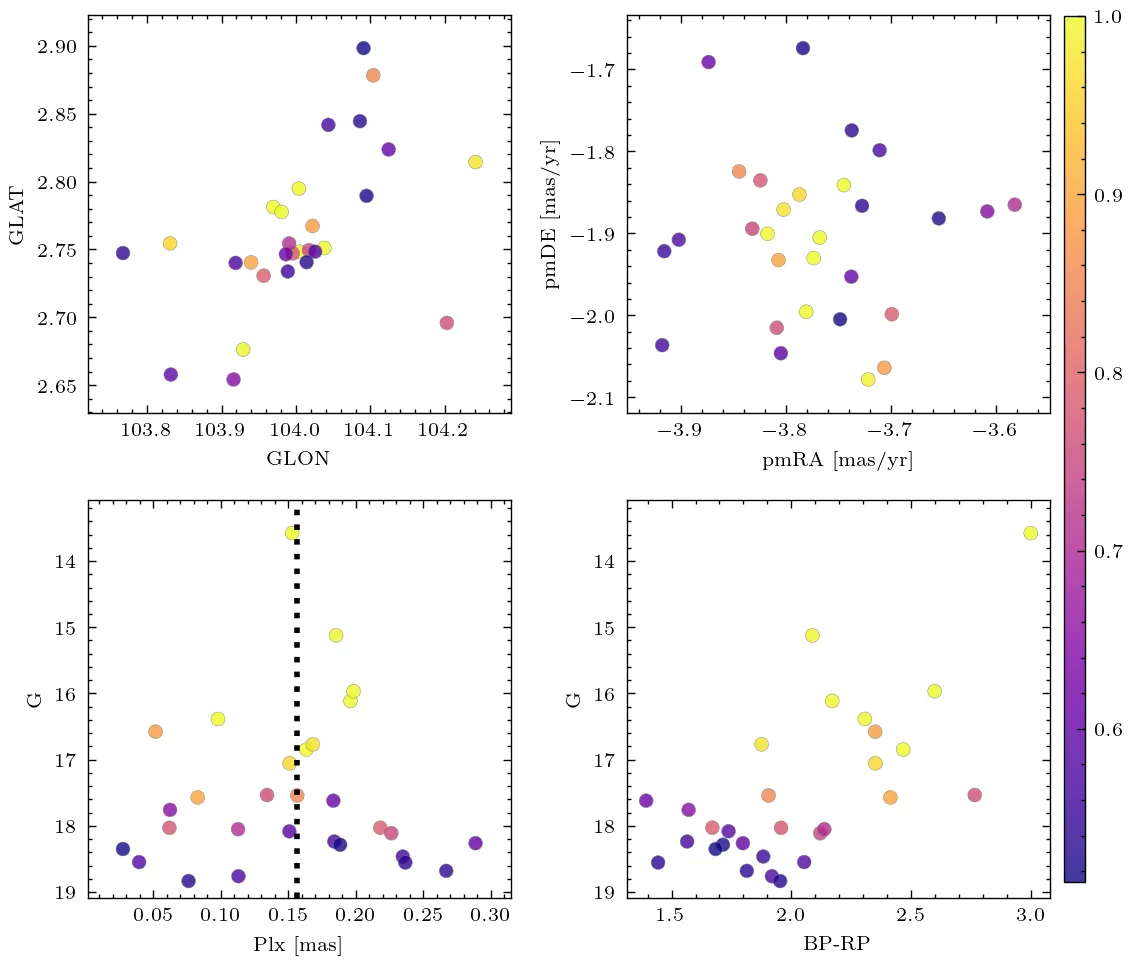 2.90
2.85
2.80
2.75
2.70
2.65
GLAT
103.8 103.9 104.0 104.1 104.2
GLON
−1.7
−1.8
−1.9
−2.0
−2.1
pmDE [mas/yr]
−3.9 −3.8 −3.7 −3.6
pmRA [mas/yr]
1.0
0.9
0.8
0.7
0.6
14
15
16
17
18
19
G
0.05 0.10 0.15 0.20 0.25 0.30
Plx [mas]
14
15
16
17
18
19
G
1.5 2.0 2.5 3.0
BP-RP